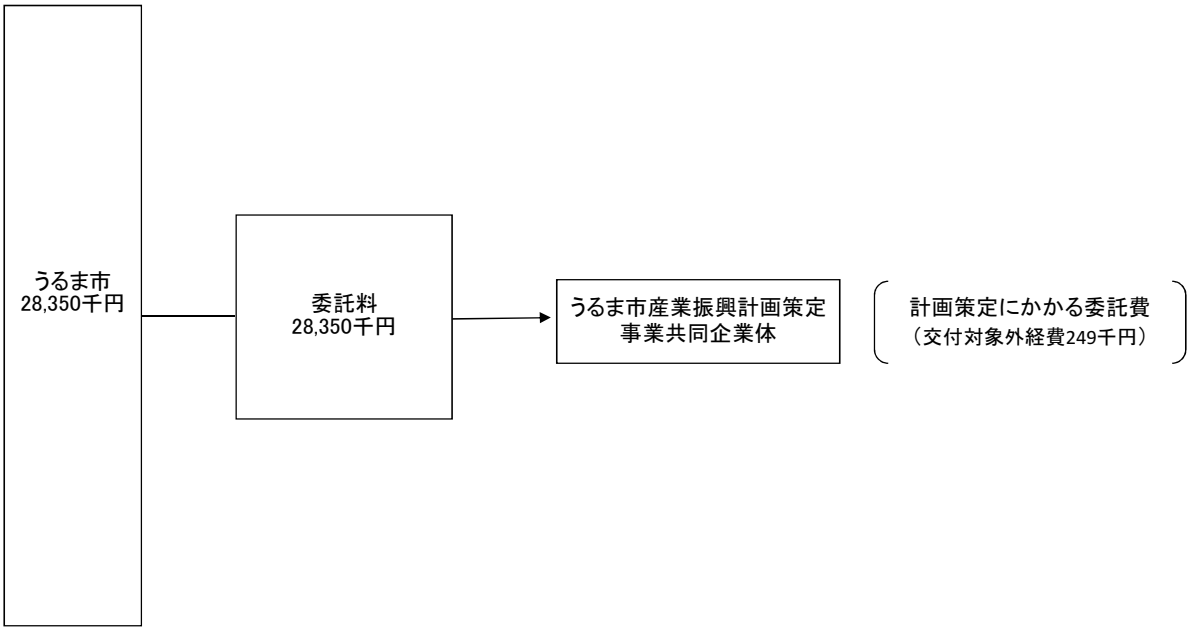 うるま市
28,350千円
委託料
28,350千円
うるま市産業振興計画策定
事業共同企業体
計画策定にかかる委託費
（交付対象外経費249千円）